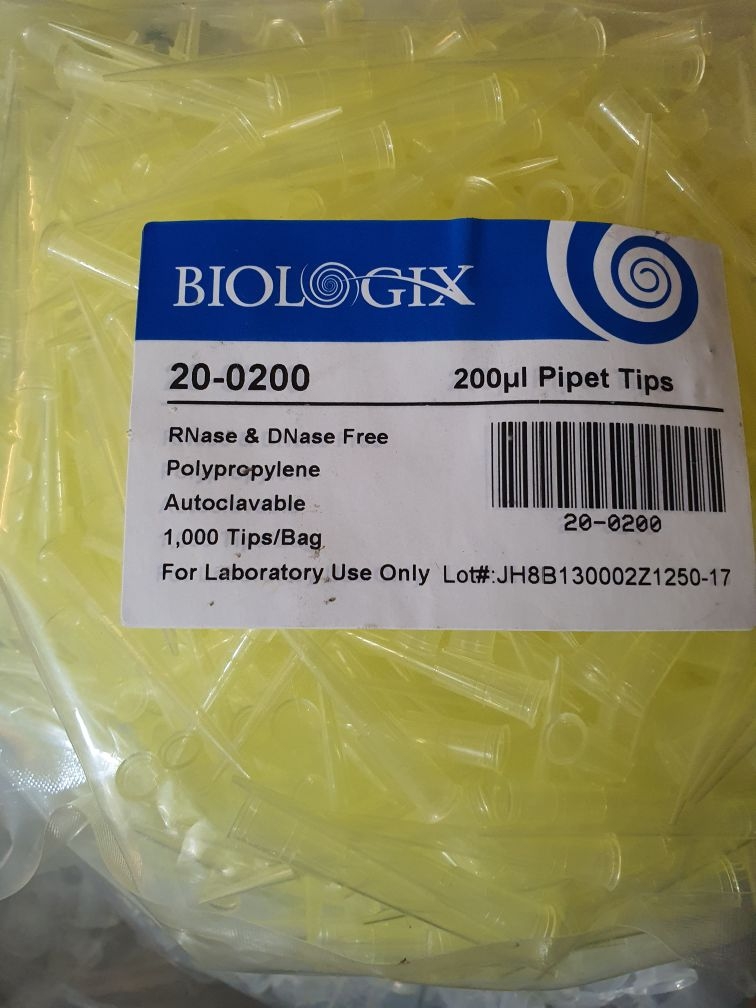 BIOLOGIX
20-0200 200µl Pipet Tips
RNase & DNase Free
Polypropylene
Autoclavable
20-0200
1,000 Tips/Bag
For Laboratory Use Only Lot#:JH8B130002Z1250-17